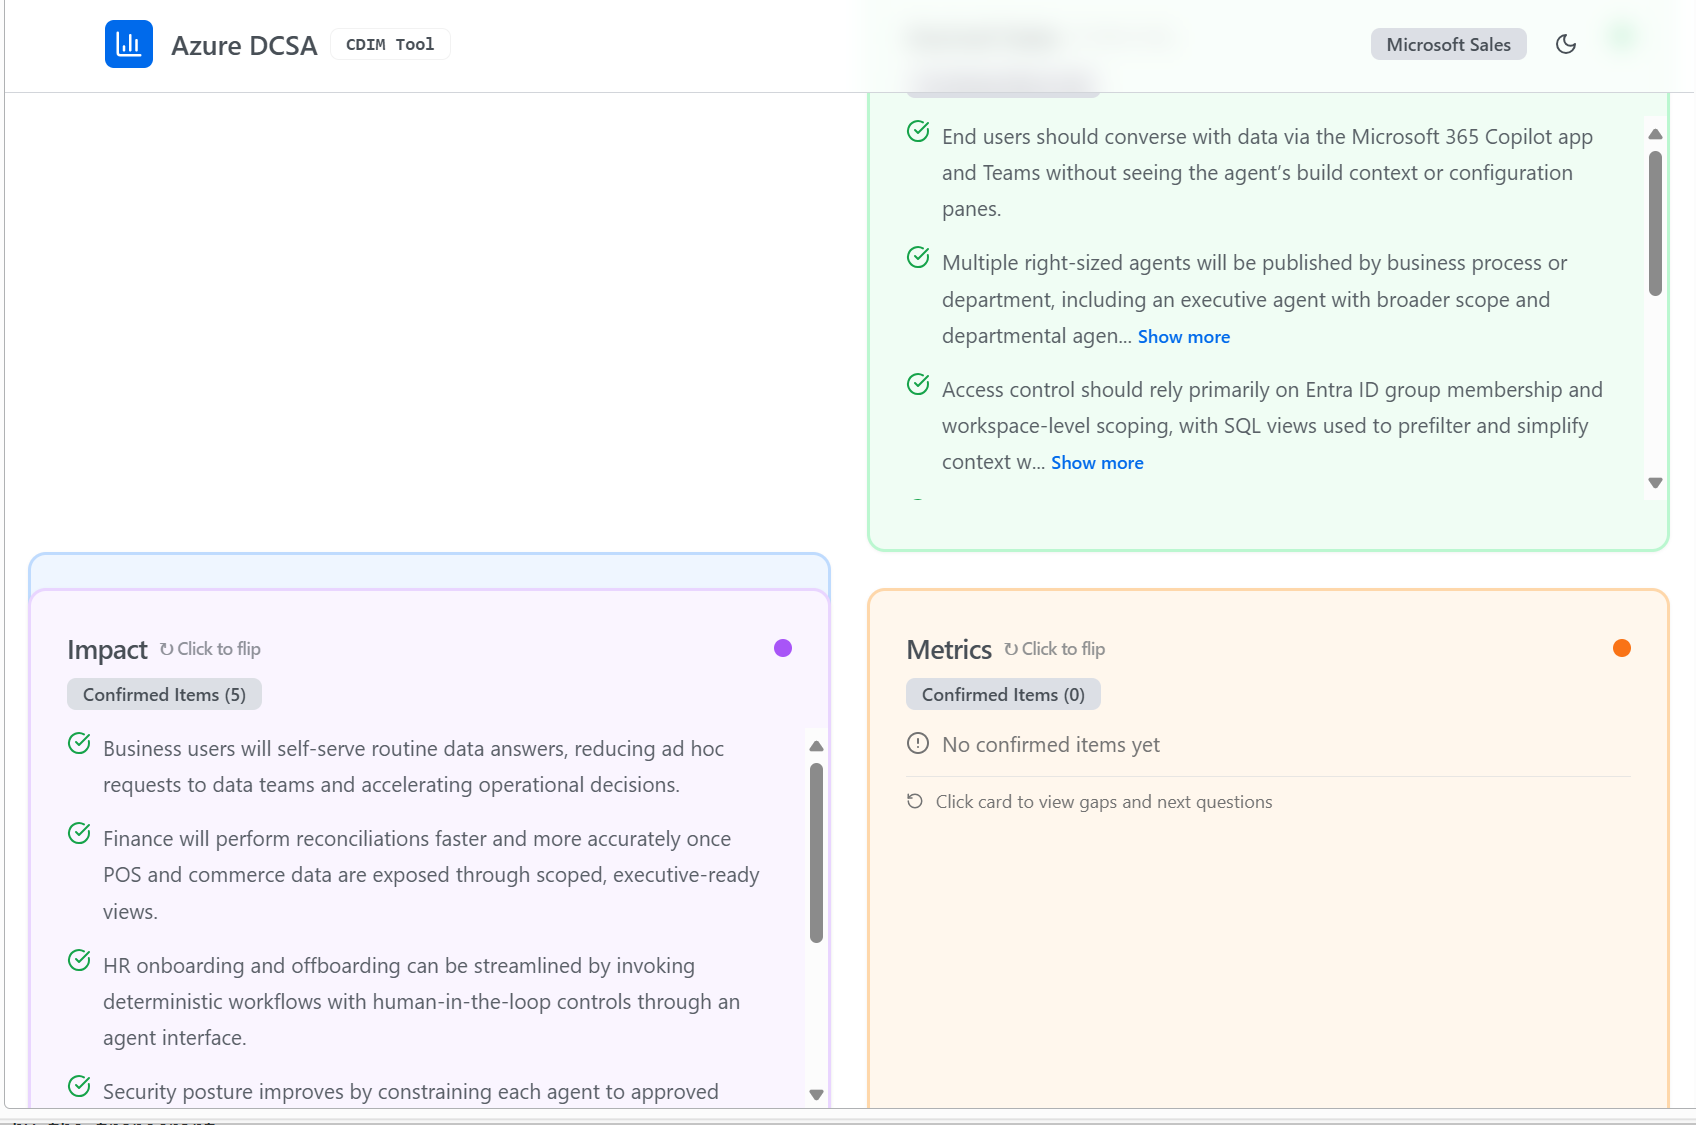 Azure DCSA
CDIM Tool
Microsoft Sales
End users should converse with data via the Microsoft 365 Copilot app
and Teams without seeing the agent’s build context or configuration
panes.
Multiple right-sized agents will be published by business process or
department, including an executive agent with broader scope and
departmental agen... Show more
Access control should rely primarily on Entra ID group membership and
workspace-level scoping, with SQL views used to prefilter and simplify
context w... Show more
Impact ↻ Click to flip
Confirmed Items (5)
Business users will self-serve routine data answers, reducing ad hoc
requests to data teams and accelerating operational decisions.
Finance will perform reconciliations faster and more accurately once
POS and commerce data are exposed through scoped, executive-ready
views.
HR onboarding and offboarding can be streamlined by invoking
deterministic workflows with human-in-the-loop controls through an
agent interface.
Security posture improves by constraining each agent to approved
Metrics ↻ Click to flip
Confirmed Items (0)
No confirmed items yet
Click card to view gaps and next questions